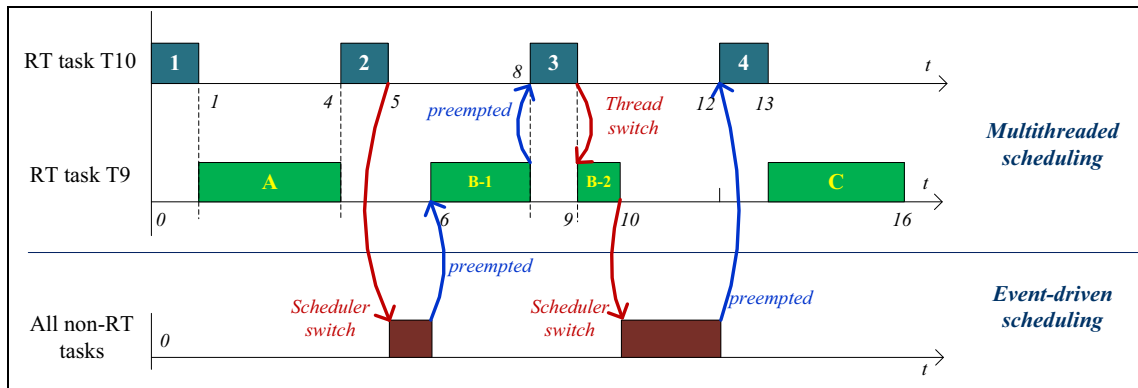 RT task T10
1
2
3
4
t
1
4
5
8
12
13
preempted
Thread
switch
Multithreaded
scheduling
RT task T9
A
B-1
B-2
C
t
0
6
9
10
16
preempted
preempted
Scheduler
switch
Scheduler
switch
Event-driven
scheduling
All non-RT
tasks
0
t